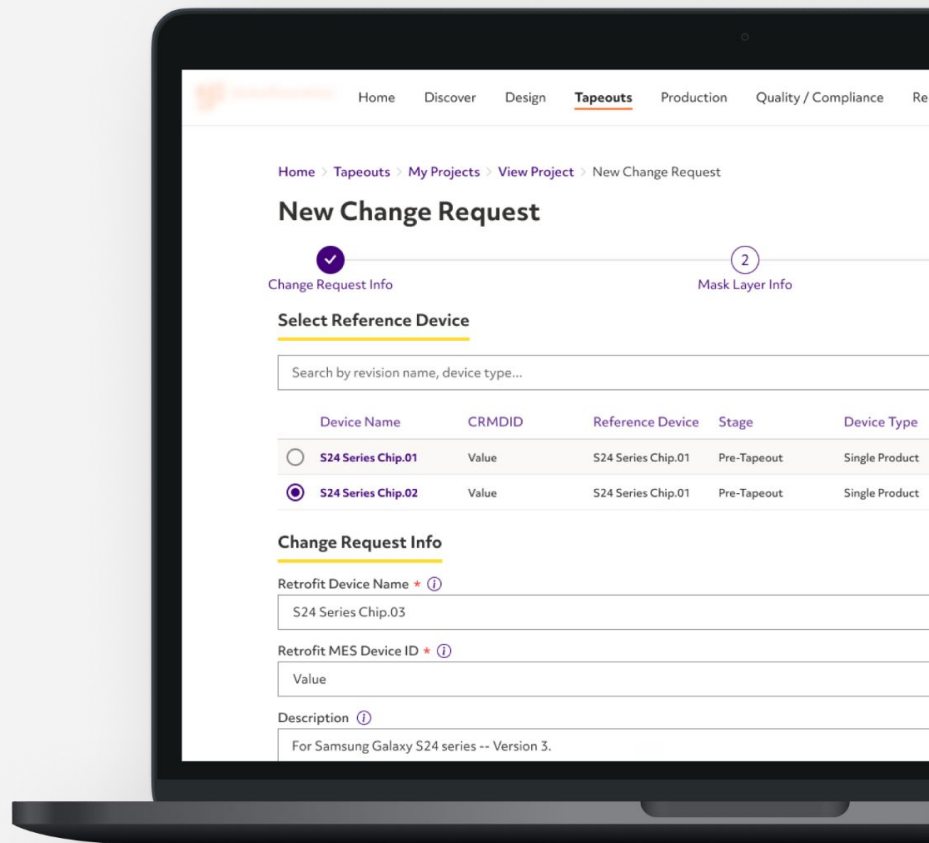 Home Discover Design Tapeouts Production Quality / Compliance Re
Home > Tapeouts > My Projects > View Project > New Change Request
New Change Request
2
Change Request Info Mask Layer Info
Select Reference Device
Search by revision name, device type...
Device Name CRMDID Reference Device Stage Device Type
S24 Series Chip.01 Value S24 Series Chip.01 Pre-Tapeout Single Product
S24 Series Chip.02 Value S24 Series Chip.01 Pre-Tapeout Single Product
Change Request Info
Retrofit Device Name * i
S24 Series Chip.03
Retrofit MES Device ID * i
Value
Description i
For Samsung Galaxy S24 series -- Version 3.